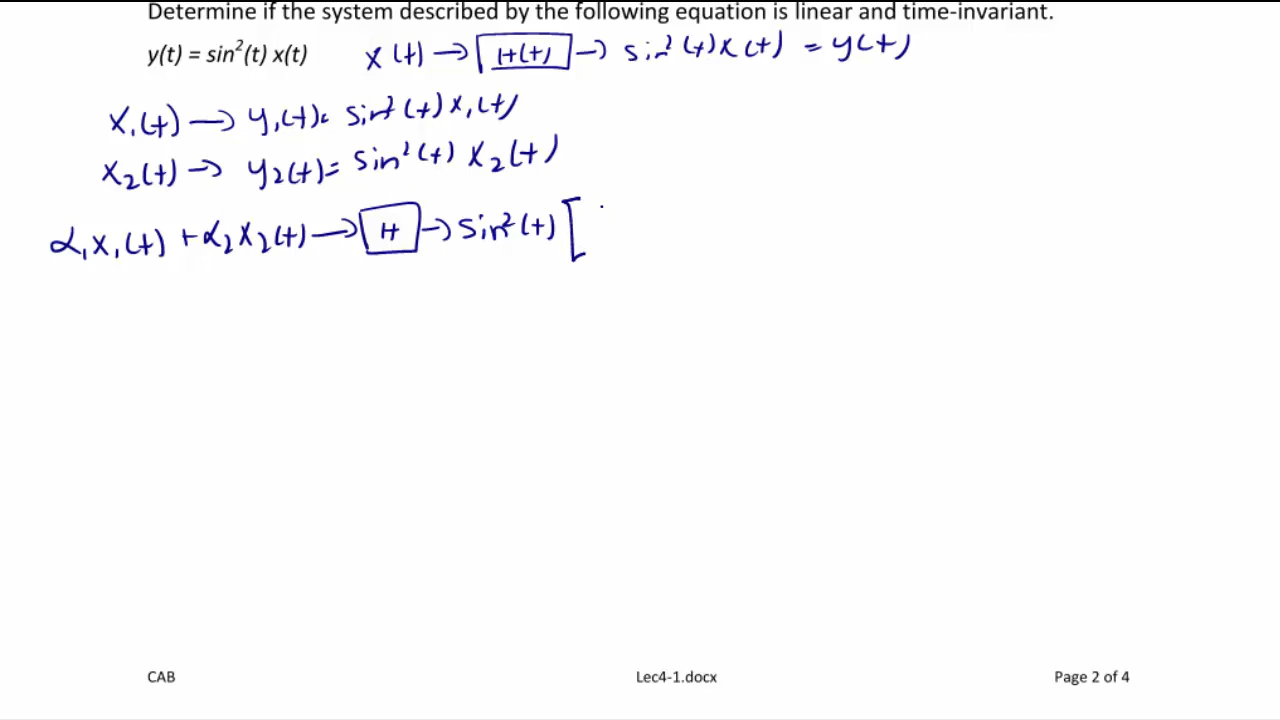 Determine if the system described by the following equation is linear and time-invariant.
y(t) = sin²(t) x(t) x(t) → H(t) → sin²(t)x(t) = y(t)
x₁(t) → y₁(t) = sin²(t) x₁(t)
x₂(t) → y₂(t) = sin²(t) x₂(t)
α₁x₁(t) + α₂x₂(t) → H → sin²(t) [
CAB Lec4-1.docx Page 2 of 4